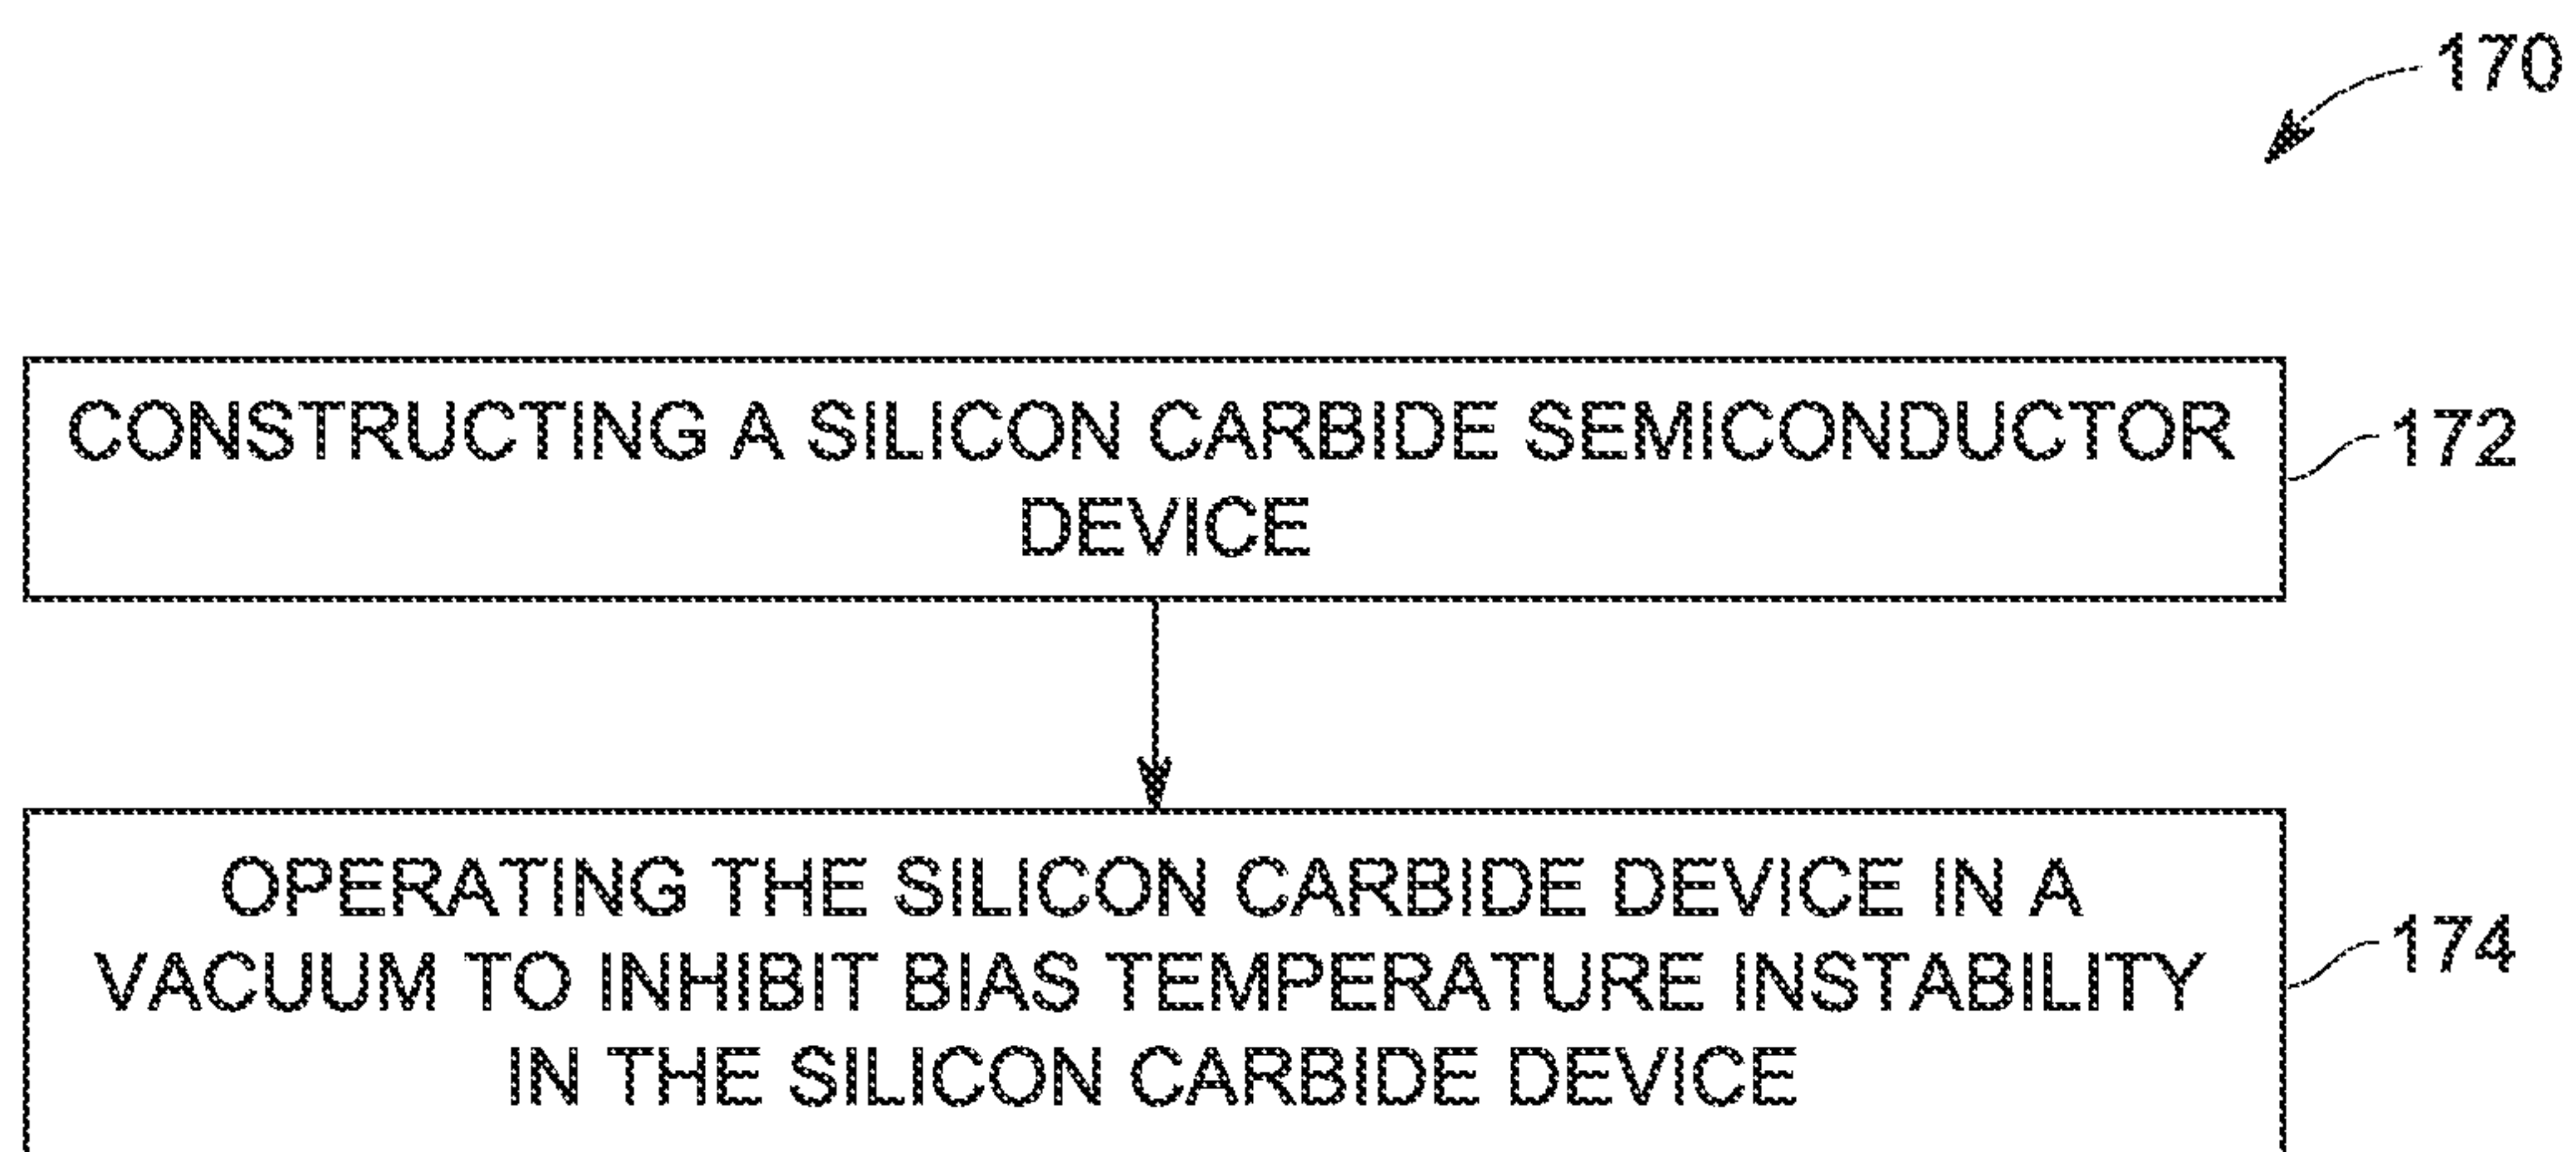 170
CONSTRUCTING A SILICON CARBIDE SEMICONDUCTOR
DEVICE
172
OPERATING THE SILICON CARBIDE DEVICE IN A
VACUUM TO INHIBIT BIAS TEMPERATURE INSTABILITY
IN THE SILICON CARBIDE DEVICE
174